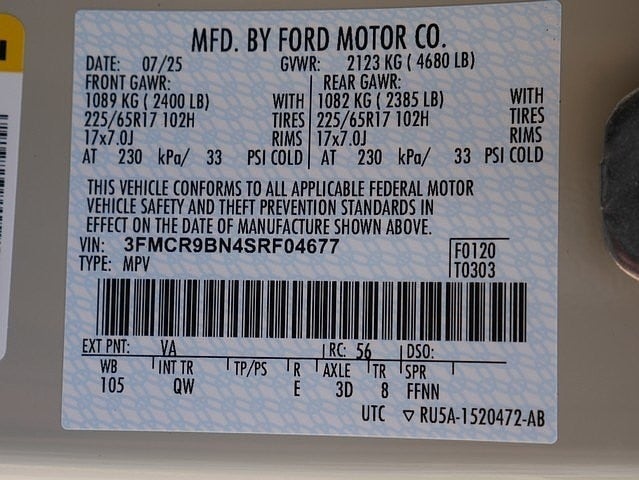 MFD. BY FORD MOTOR CO.
DATE: 07/25 GVWR: 2123 KG ( 4680 LB)
FRONT GAWR: REAR GAWR:
1089 KG ( 2400 LB) WITH 1082 KG ( 2385 LB) WITH
225/65R17 102H TIRES 225/65R17 102H TIRES
17x7.0J RIMS 17x7.0J RIMS
AT 230 kPa/ 33 PSI COLD AT 230 kPa/ 33 PSI COLD
THIS VEHICLE CONFORMS TO ALL APPLICABLE FEDERAL MOTOR
VEHICLE SAFETY AND THEFT PREVENTION STANDARDS IN
EFFECT ON THE DATE OF MANUFACTURE SHOWN ABOVE.
VIN: 3FMCR9BN4SRF04677 F0120
TYPE: MPV T0303
EXT PNT: VA RC: 56 DSO:
WB INT TR TP/PS R AXLE TR SPR
105 QW E 3D 8 FFNN
UTC ▽ RU5A-1520472-AB